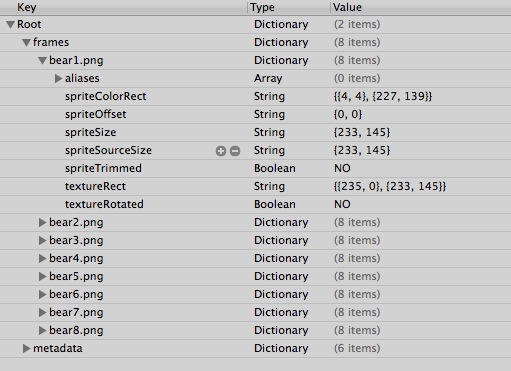 Key Type Value
Root Dictionary (2 items)
frames Dictionary (8 items)
bear1.png Dictionary (8 items)
aliases Array (0 items)
spriteColorRect String {{4, 4}, {227, 139}}
spriteOffset String {0, 0}
spriteSize String {233, 145}
spriteSourceSize String {233, 145}
spriteTrimmed Boolean NO
textureRect String {{235, 0}, {233, 145}}
textureRotated Boolean NO
bear2.png Dictionary (8 items)
bear3.png Dictionary (8 items)
bear4.png Dictionary (8 items)
bear5.png Dictionary (8 items)
bear6.png Dictionary (8 items)
bear7.png Dictionary (8 items)
bear8.png Dictionary (8 items)
metadata Dictionary (6 items)